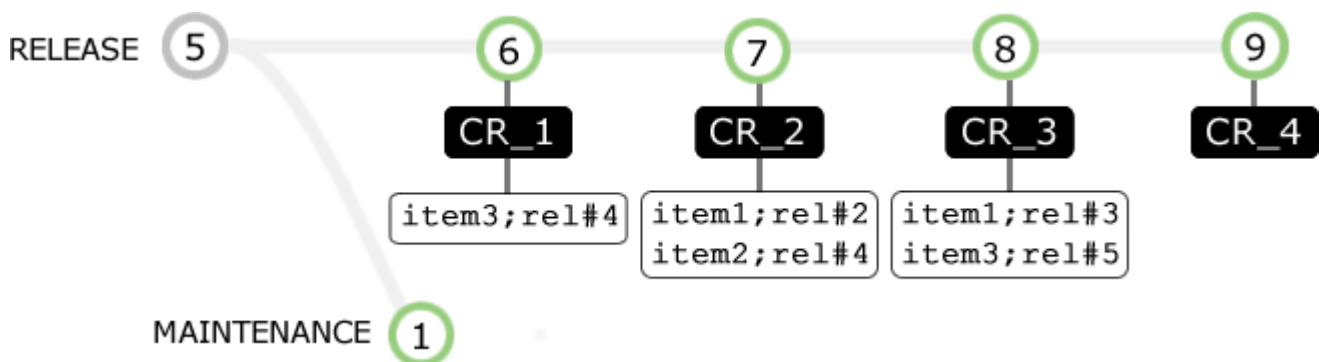 RELEASE 5 6 7 8 9
CR_1 CR_2 CR_3 CR_4
item3;rel#4 item1;rel#2 item1;rel#3
item2;rel#4 item3;rel#5
MAINTENANCE 1